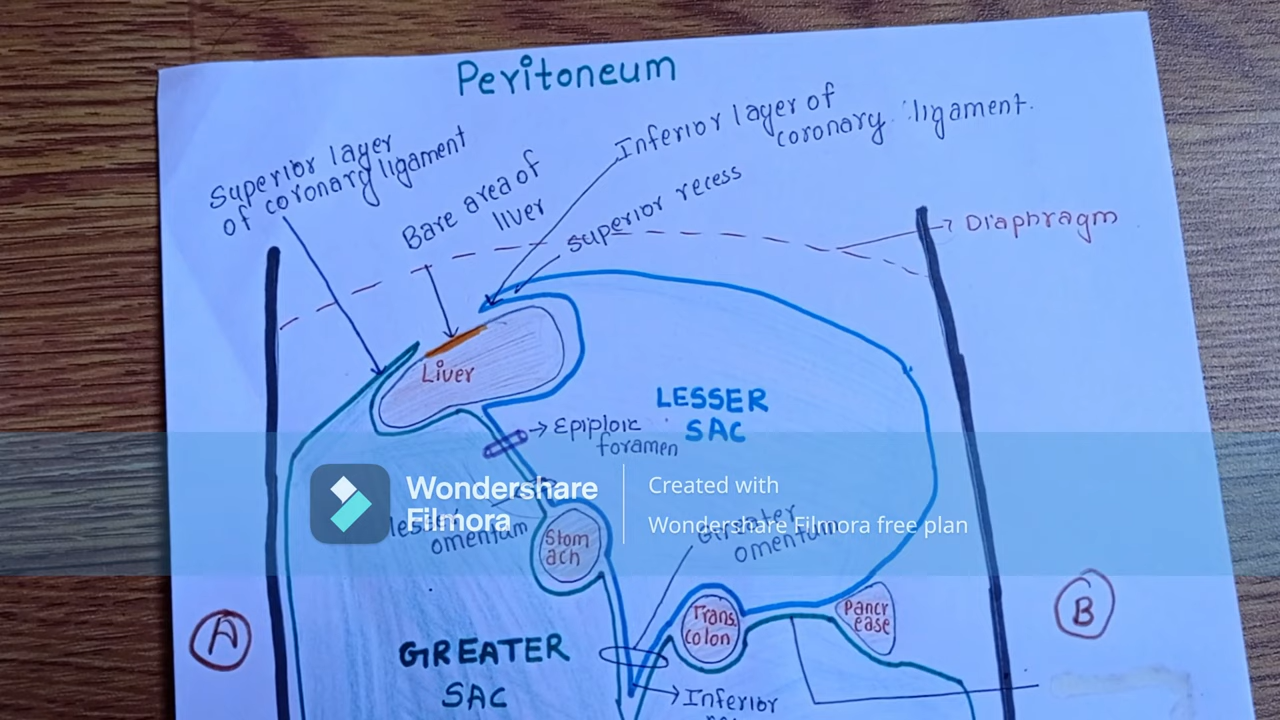 Peritoneum
Superior layer
of coronary ligament
Bare area of
liver
Inferior layer of
coronary ligament.
superior recess
Diaphragm
Liver
LESSER
SAC
Epiploic
foramen
Wondershare
Filmora
Created with
Wondershare Filmora free plan
lesser
omentum
Stom
ach
omentum
Trans.
colon
Pancr
ease
A
B
GREATER
SAC
Inferior